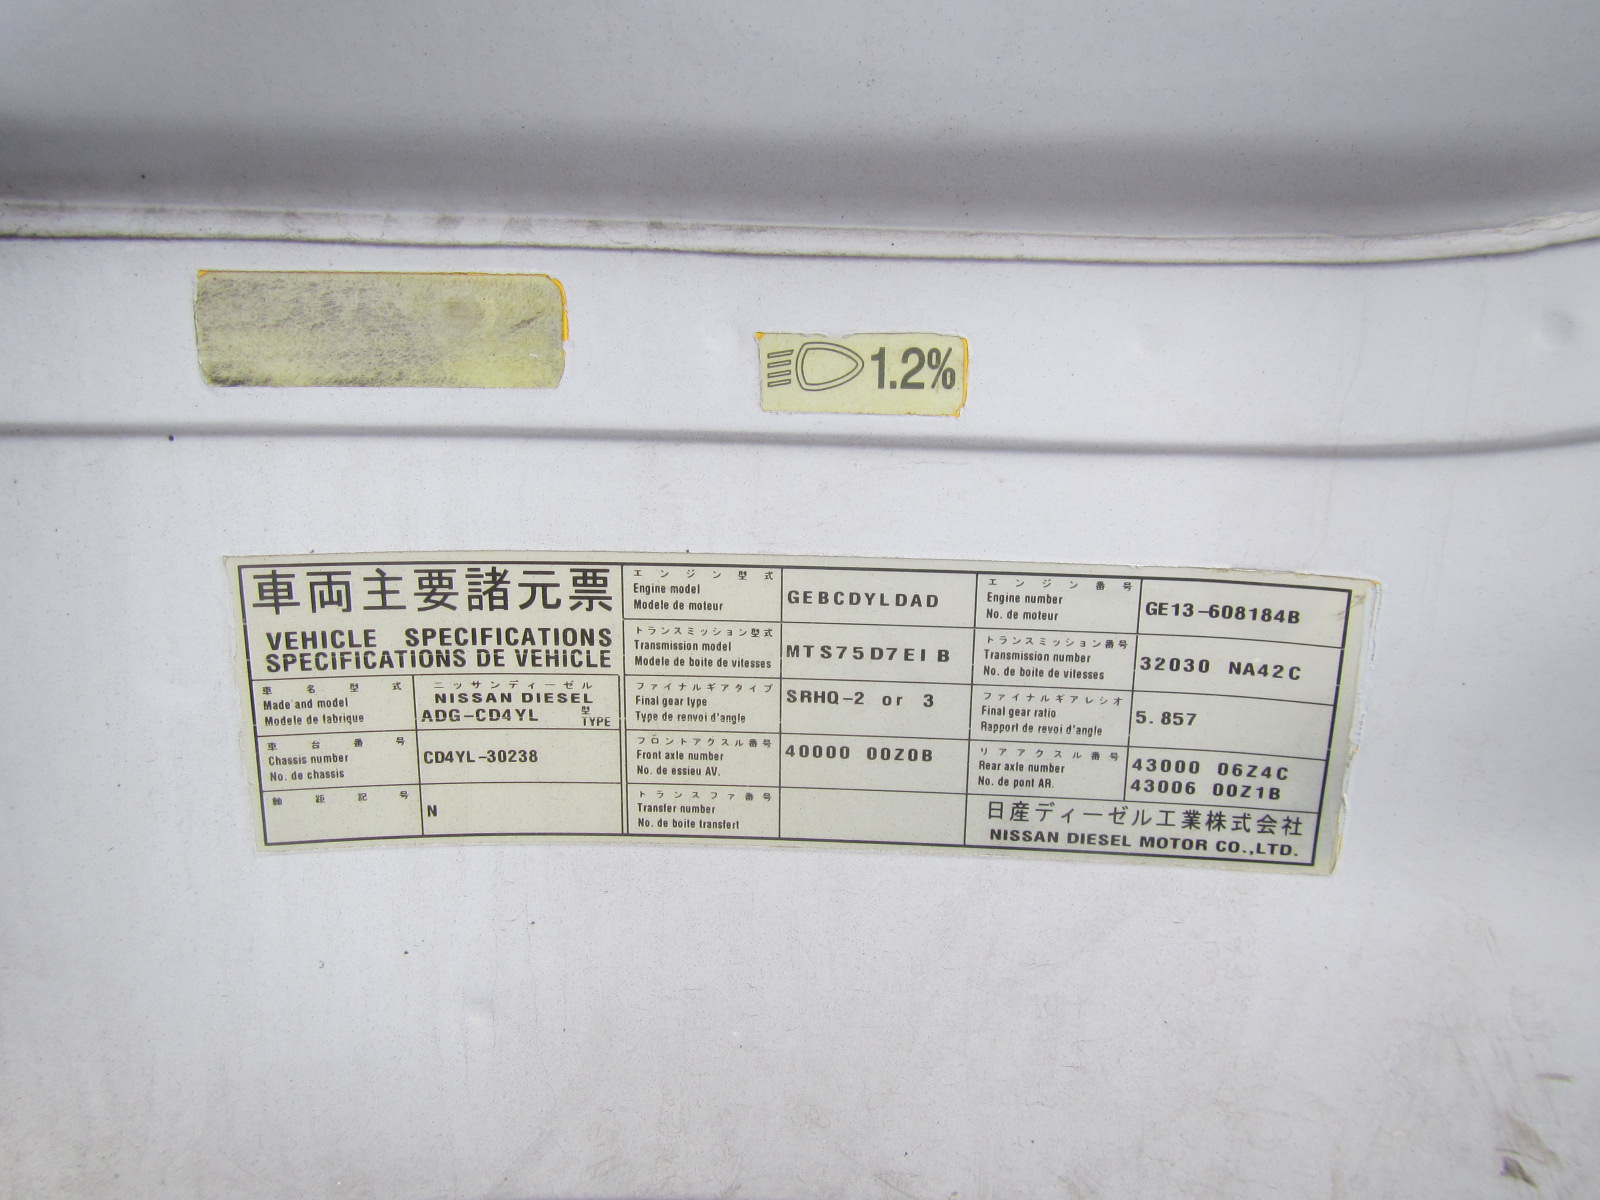 1.2%
車両主要諸元票
VEHICLE SPECIFICATIONS
SPECIFICATIONS DE VEHICLE
車名型式
Made and model
Modele de fabrique
ニッサンディーゼル
NISSAN DIESEL
ADG-CD4YL 型
TYPE
車台番号
Chassis number
No. de chassis
CD4YL-30238
軸距記号
N
エンジン型式
Engine model
Modele de moteur
GEBCDYLDAD
エンジン番号
Engine number
No. de moteur
GE13-608184B
トランスミッション型式
Transmission model
Modele de boite de vitesses
MTS75D7EIB
トランスミッション番号
Transmission number
No. de boite de vitesses
32030 NA42C
ファイナルギアタイプ
Final gear type
Type de renvoi d'angle
SRHQ-2 or 3
ファイナルギアレシオ
Final gear ratio
Rapport de revoi d'angle
5.857
フロントアクスル番号
Front axle number
No. de essieu AV.
40000 00Z0B
リアアクスル番号
Rear axle number
No. de pont AR.
43000 06Z4C
43006 00Z1B
トランスファ番号
Transfer number
No. de boite transfert
日産ディーゼル工業株式会社
NISSAN DIESEL MOTOR CO.,LTD.